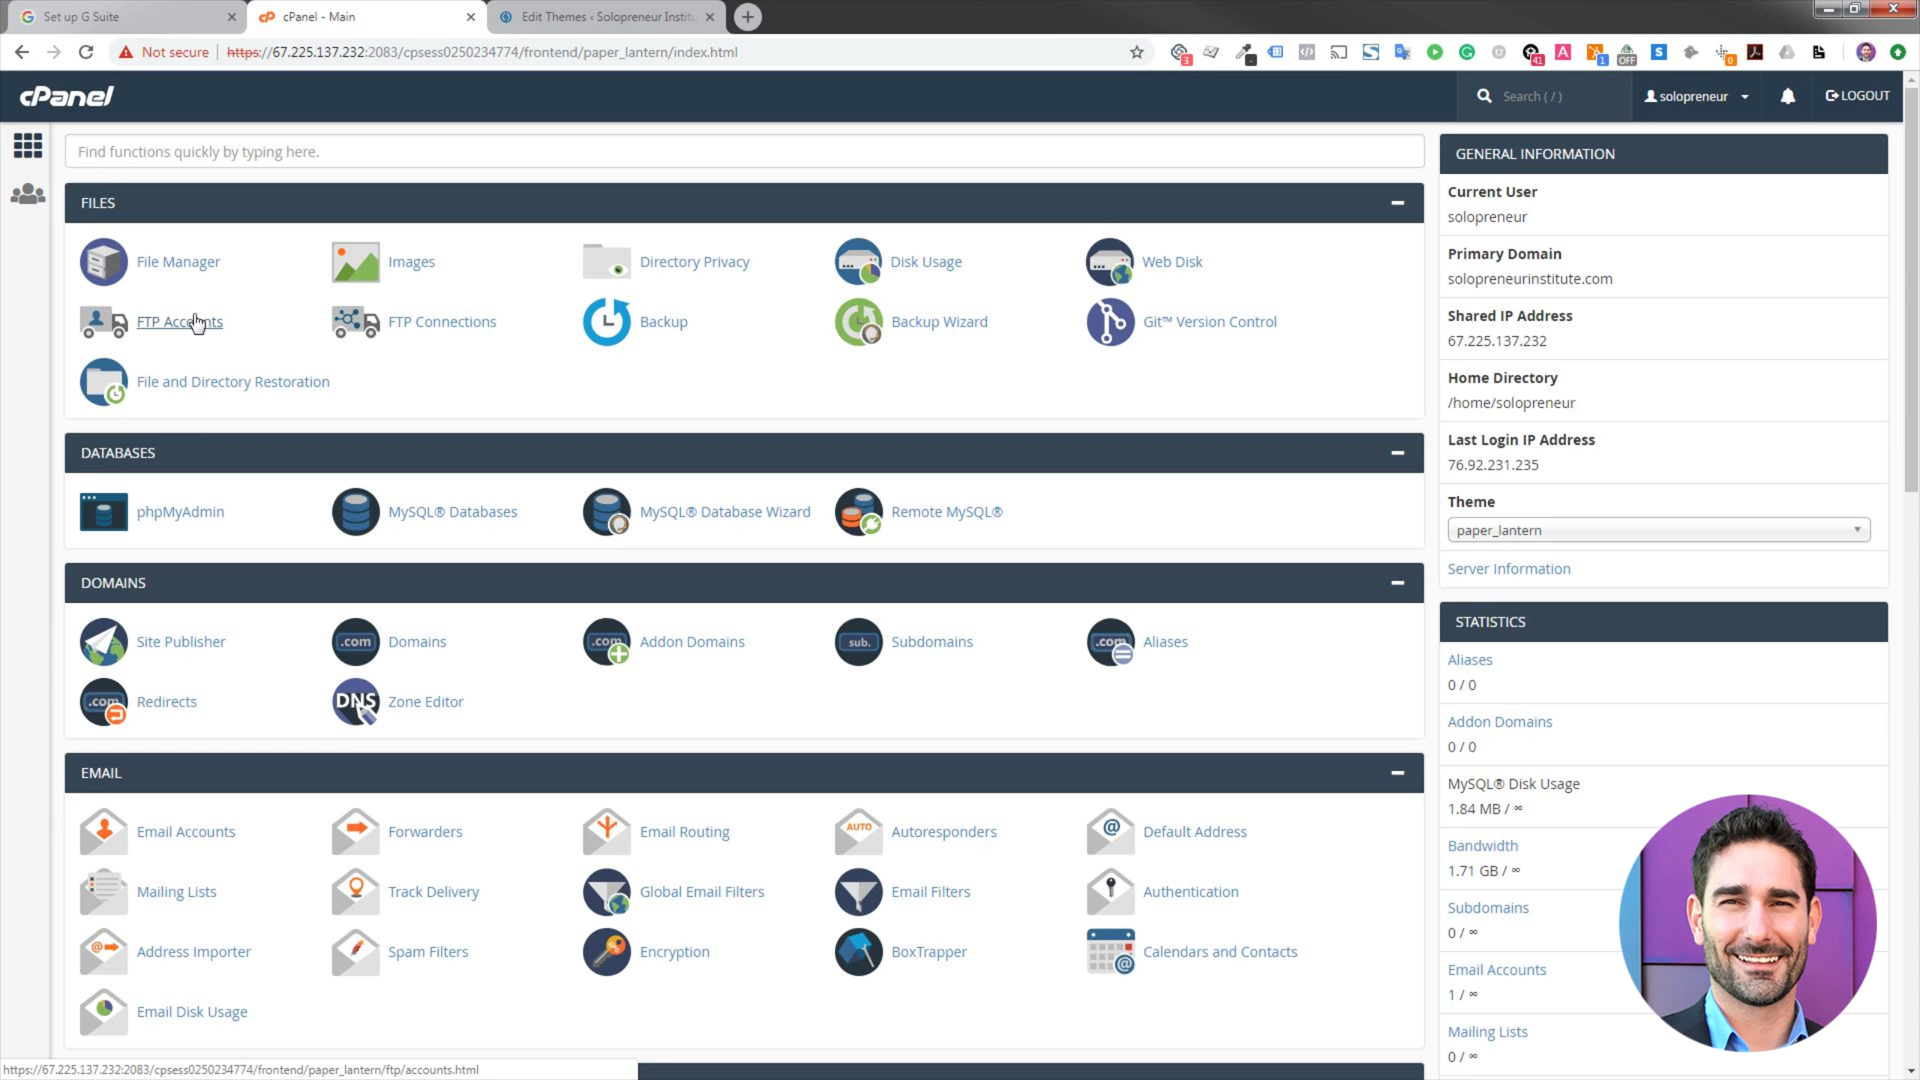 Set up G Suite
cPanel - Main
Edit Themes ‹ Solopreneur Institu
Not secure
https://67.225.137.232:2083/cpsess0250234774/frontend/paper_lantern/index.html
cPanel
Search ( / )
solopreneur
LOGOUT
Find functions quickly by typing here.
FILES
File Manager
Images
Directory Privacy
Disk Usage
Web Disk
FTP Accounts
FTP Connections
Backup
Backup Wizard
Git™ Version Control
File and Directory Restoration
DATABASES
phpMyAdmin
MySQL® Databases
MySQL® Database Wizard
Remote MySQL®
DOMAINS
Site Publisher
.com
Domains
.com
Addon Domains
sub.
Subdomains
.com
Aliases
.com
Redirects
DNS
Zone Editor
EMAIL
Email Accounts
Forwarders
Email Routing
AUTO
Autoresponders
@
Default Address
Mailing Lists
Track Delivery
Global Email Filters
Email Filters
Authentication
@
Address Importer
Spam Filters
Encryption
BoxTrapper
@
Calendars and Contacts
Email Disk Usage
GENERAL INFORMATION
Current User
solopreneur
Primary Domain
solopreneurinstitute.com
Shared IP Address
67.225.137.232
Home Directory
/home/solopreneur
Last Login IP Address
76.92.231.235
Theme
paper_lantern
Server Information
STATISTICS
Aliases
0 / 0
Addon Domains
0 / 0
MySQL® Disk Usage
1.84 MB / ∞
Bandwidth
1.71 GB / ∞
Subdomains
0 / ∞
Email Accounts
1 / ∞
Mailing Lists
0 / ∞
https://67.225.137.232:2083/cpsess0250234774/frontend/paper_lantern/ftp/accounts.html